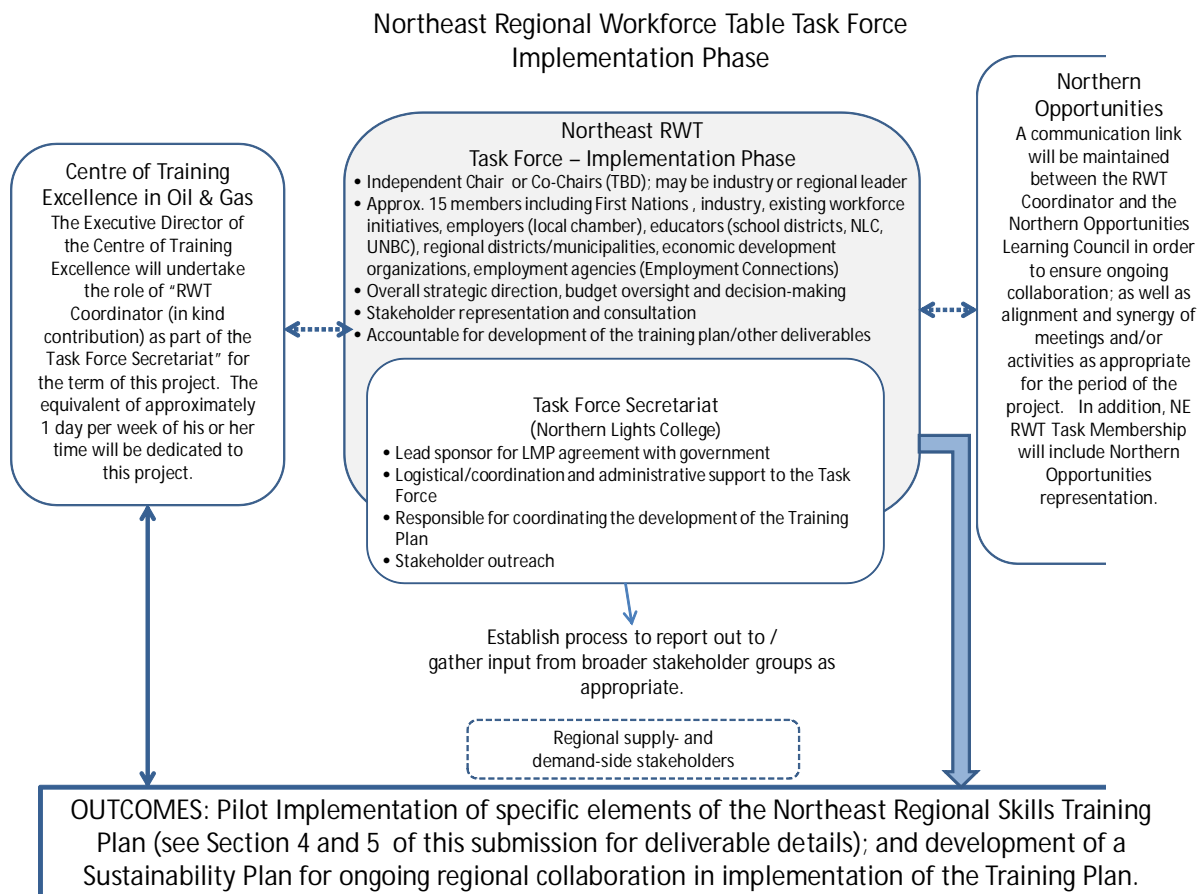 Northeast Regional Workforce Table Task Force
Implementation Phase
Centre of Training
Excellence in Oil & Gas
The Executive Director of
the Centre of Training
Excellence will undertake
the role of “RWT
Coordinator (in kind
contribution) as part of the
Task Force Secretariat” for
the term of this project. The
equivalent of approximately
1 day per week of his or her
time will be dedicated to
this project.
Northeast RWT
Task Force – Implementation Phase
• Independent Chair or Co-Chairs (TBD); may be industry or regional leader
• Approx. 15 members including First Nations , industry, existing workforce
initiatives, employers (local chamber), educators (school districts, NLC,
UNBC), regional districts/municipalities, economic development
organizations, employment agencies (Employment Connections)
• Overall strategic direction, budget oversight and decision-making
• Stakeholder representation and consultation
• Accountable for development of the training plan/other deliverables
Task Force Secretariat
(Northern Lights College)
• Lead sponsor for LMP agreement with government
• Logistical/coordination and administrative support to the Task
Force
• Responsible for coordinating the development of the Training
Plan
• Stakeholder outreach
Northern
Opportunities
A communication link
will be maintained
between the RWT
Coordinator and the
Northern Opportunities
Learning Council in order
to ensure ongoing
collaboration; as well as
alignment and synergy of
meetings and/or
activities as appropriate
for the period of the
project. In addition, NE
RWT Task Membership
will include Northern
Opportunities
representation.
Establish process to report out to /
gather input from broader stakeholder groups as
appropriate.
Regional supply- and
demand-side stakeholders
OUTCOMES: Pilot Implementation of specific elements of the Northeast Regional Skills Training
Plan (see Section 4 and 5 of this submission for deliverable details); and development of a
Sustainability Plan for ongoing regional collaboration in implementation of the Training Plan.